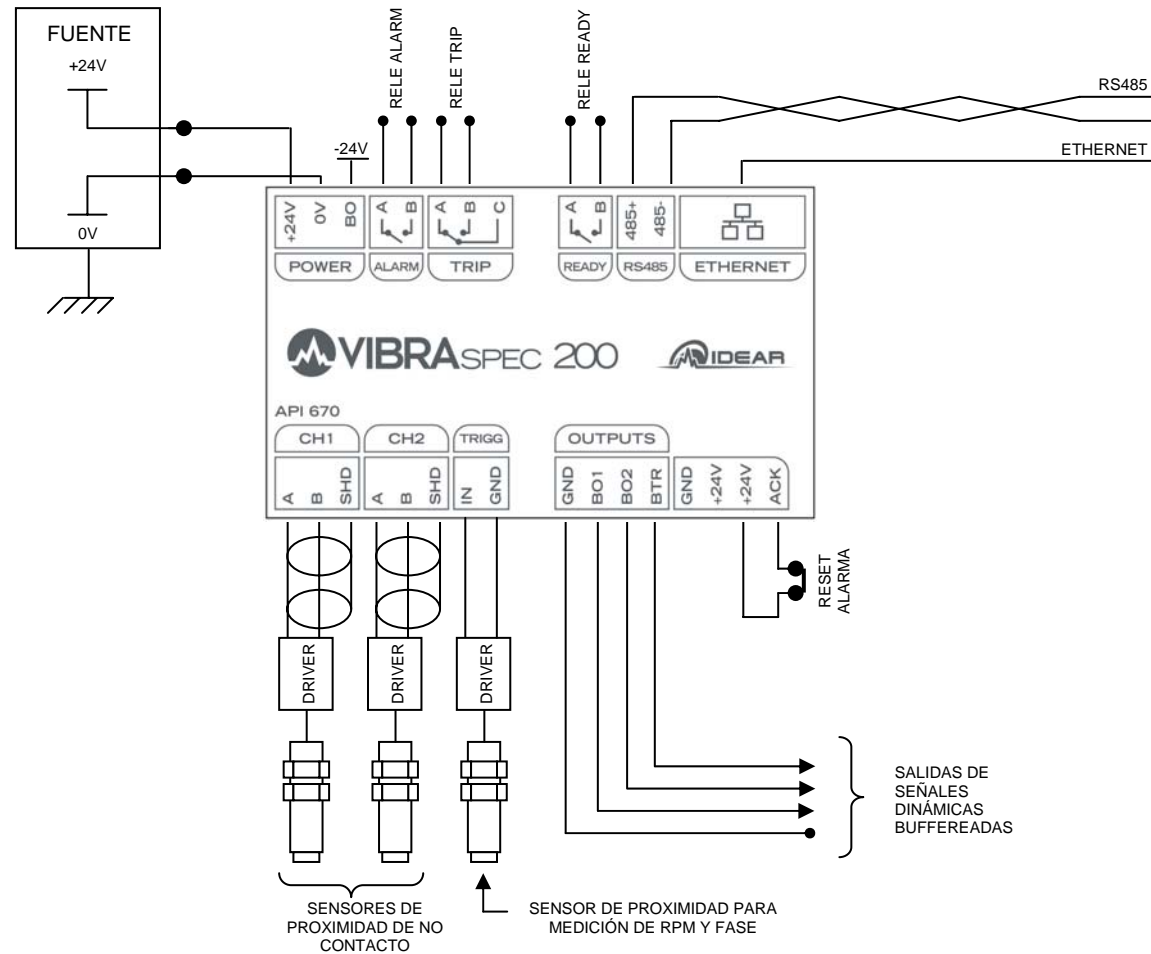 FUENTE
+24V
0V
-24V
RELE ALARM
RELE TRIP
RELE READY
RS485
ETHERNET
+24V
0V
BO
A
B
A
B
C
A
B
485+
485-
POWER
ALARM
TRIP
READY
RS485
ETHERNET
VIBRASPEC 200
IDEAR
API 670
CH1
CH2
TRIGG
OUTPUTS
A
B
SHD
A
B
SHD
IN
GND
GND
BO1
BO2
BTR
GND
+24V
+24V
ACK
RESET
ALARMA
DRIVER
DRIVER
DRIVER
SALIDAS DE
SEÑALES
DINÁMICAS
BUFFEREADAS
SENSORES DE
PROXIMIDAD DE NO
CONTACTO
SENSOR DE PROXIMIDAD PARA
MEDICIÓN DE RPM Y FASE